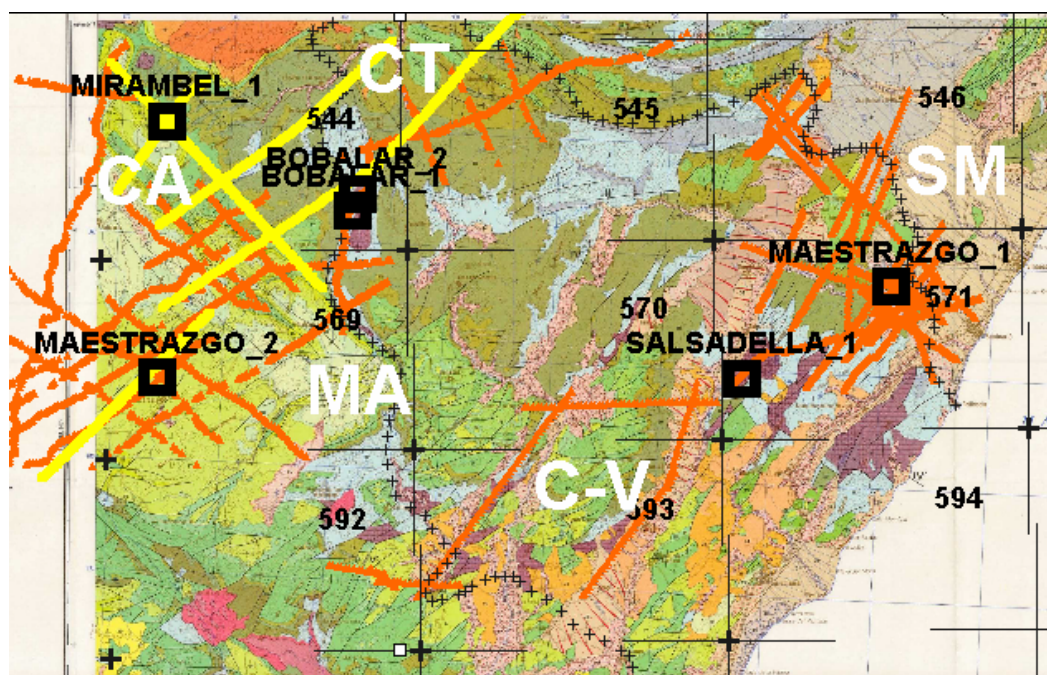 CT
MIRAMBEL_1
544
545
546
CA
BOBALAR_2
BOBALAR_1
SM
MAESTRAZGO_1
569
570
571
MAESTRAZGO_2
SALSADELLA_1
MA
C-V
592
593
594